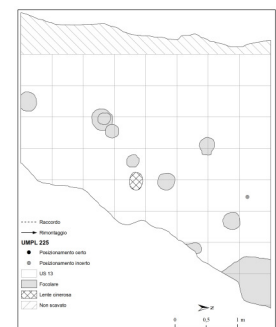 Raccordo
Rimontaggio
UMPL 225
Posizionamento certo
Posizionamento incerto
US 13
Focolare
Lente cinerosa
Non scavato
z
0 0,5 1 m